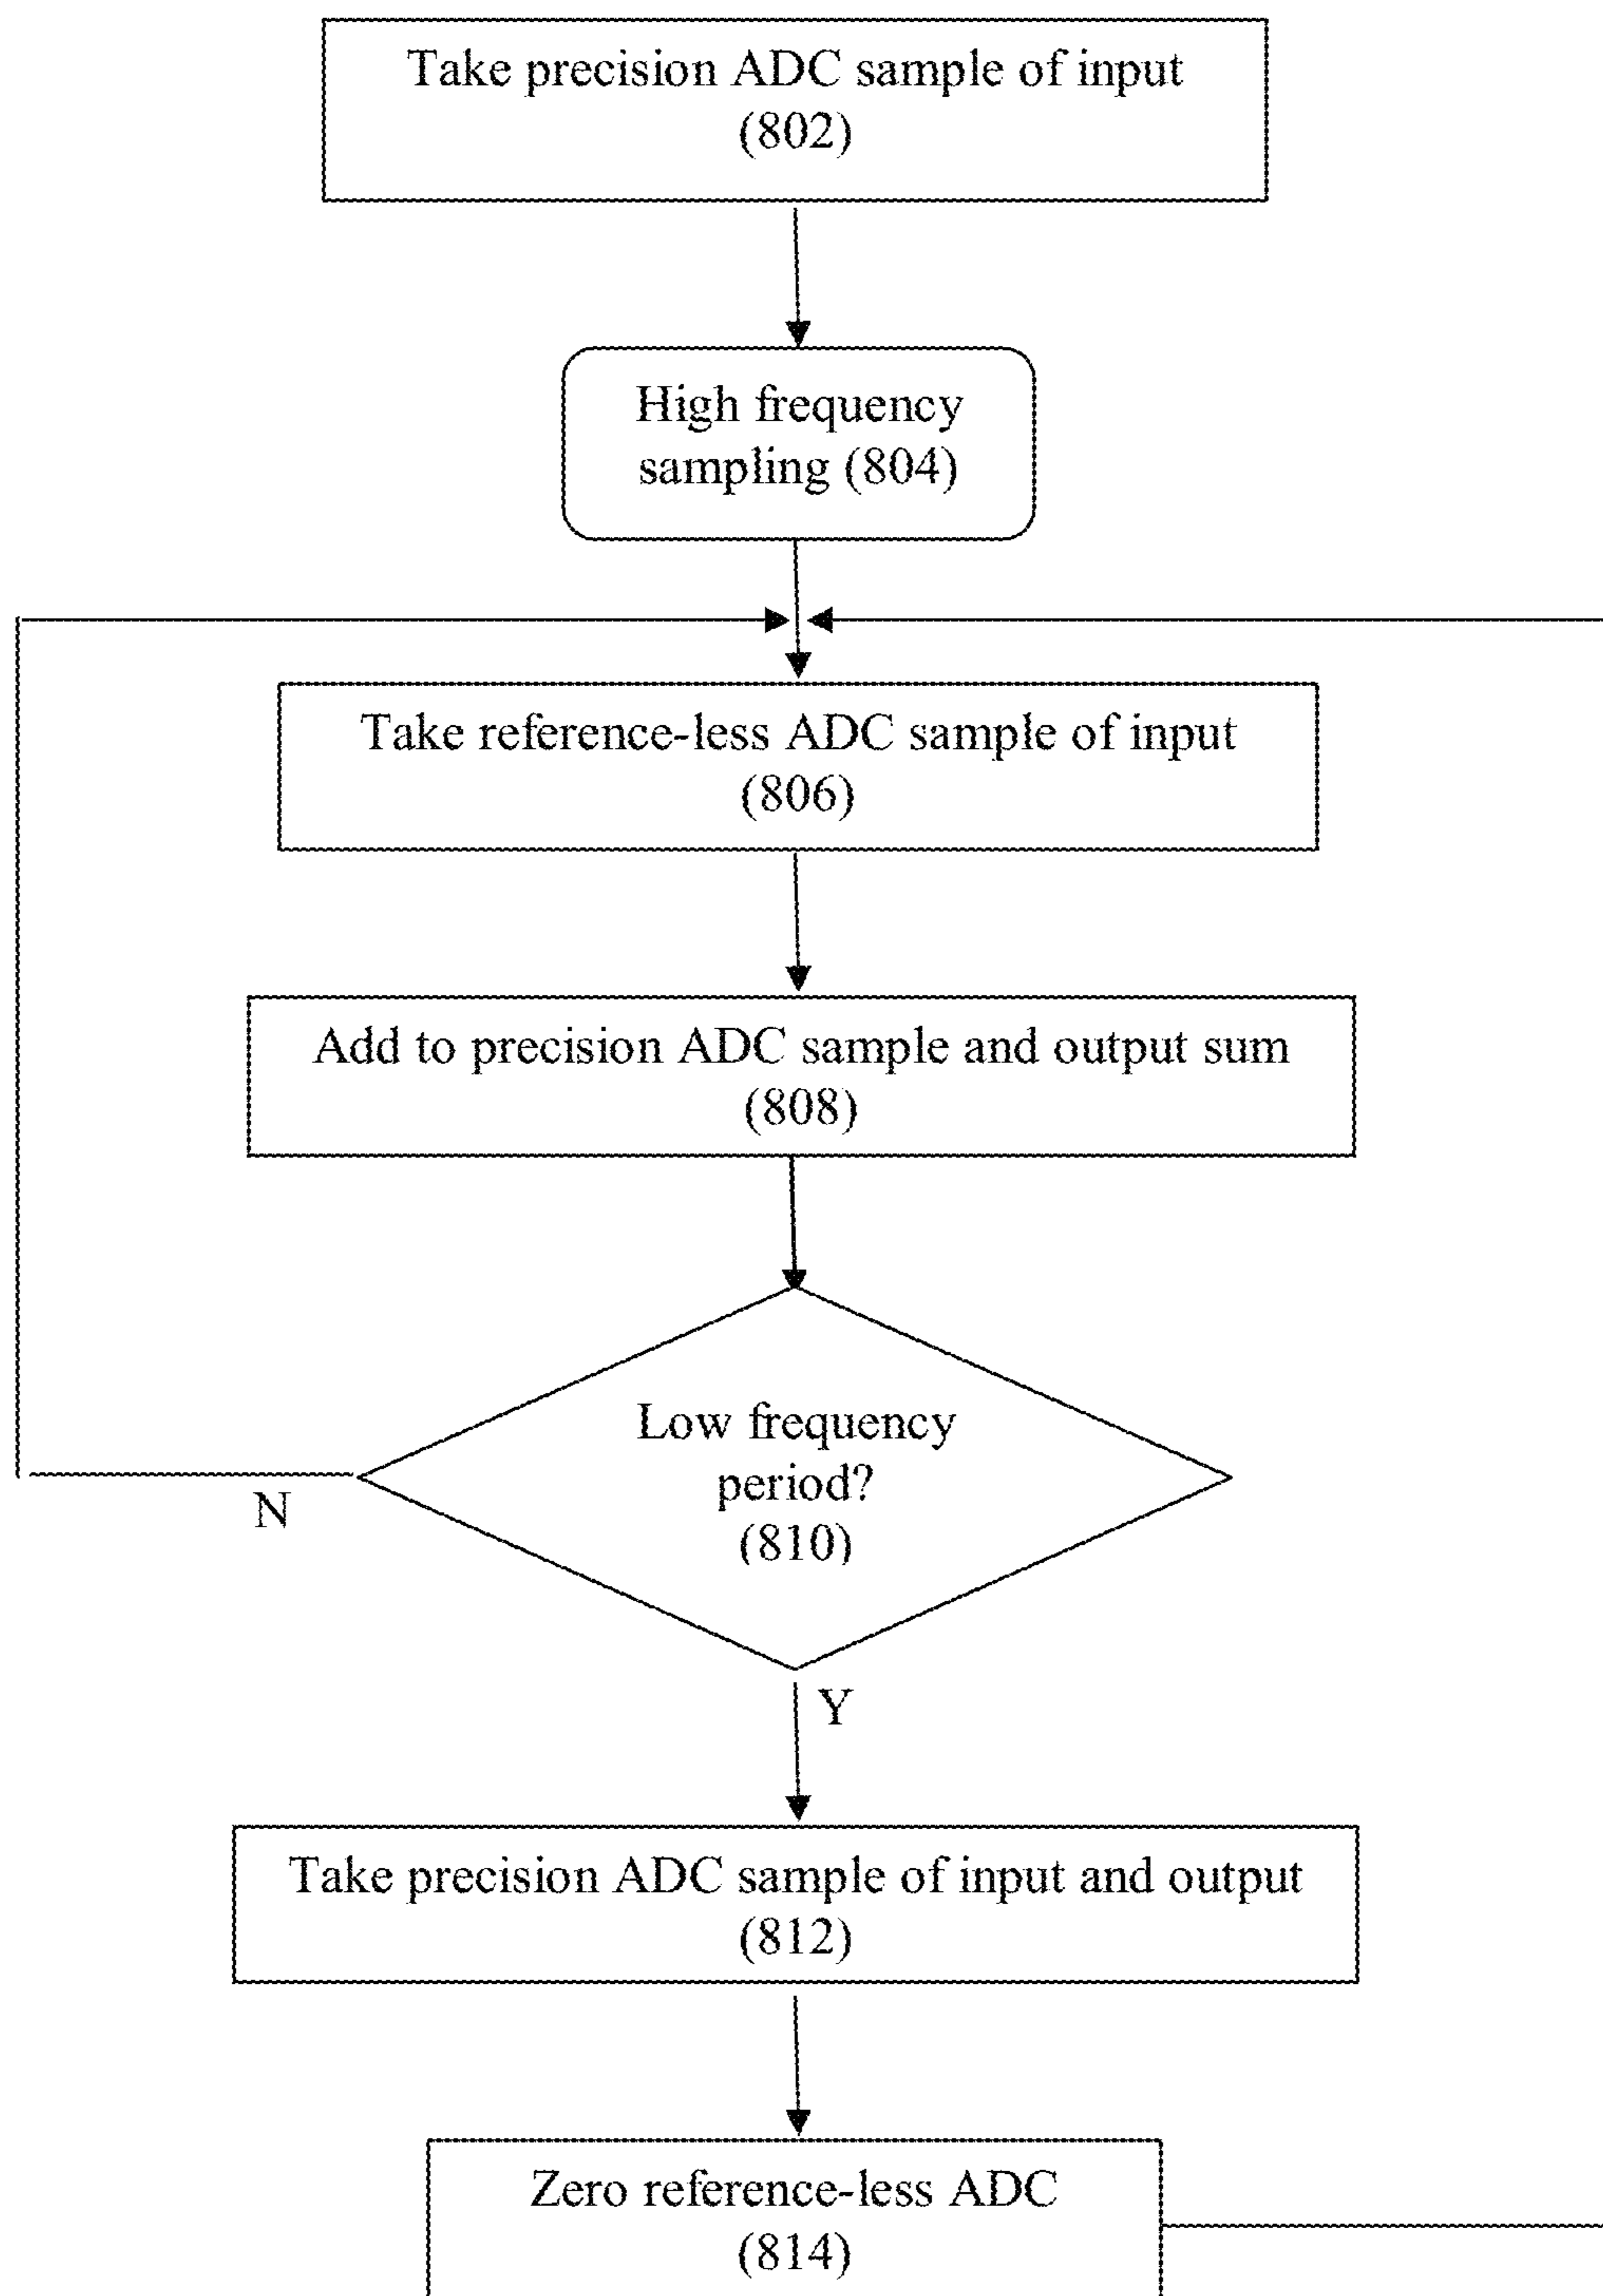 Take precision ADC sample of input
(802)
High frequency
sampling (804)
Take reference-less ADC sample of input
(806)
Add to precision ADC sample and output sum
(808)
Low frequency
period?
(810)
N
Y
Take precision ADC sample of input and output
(812)
Zero reference-less ADC
(814)